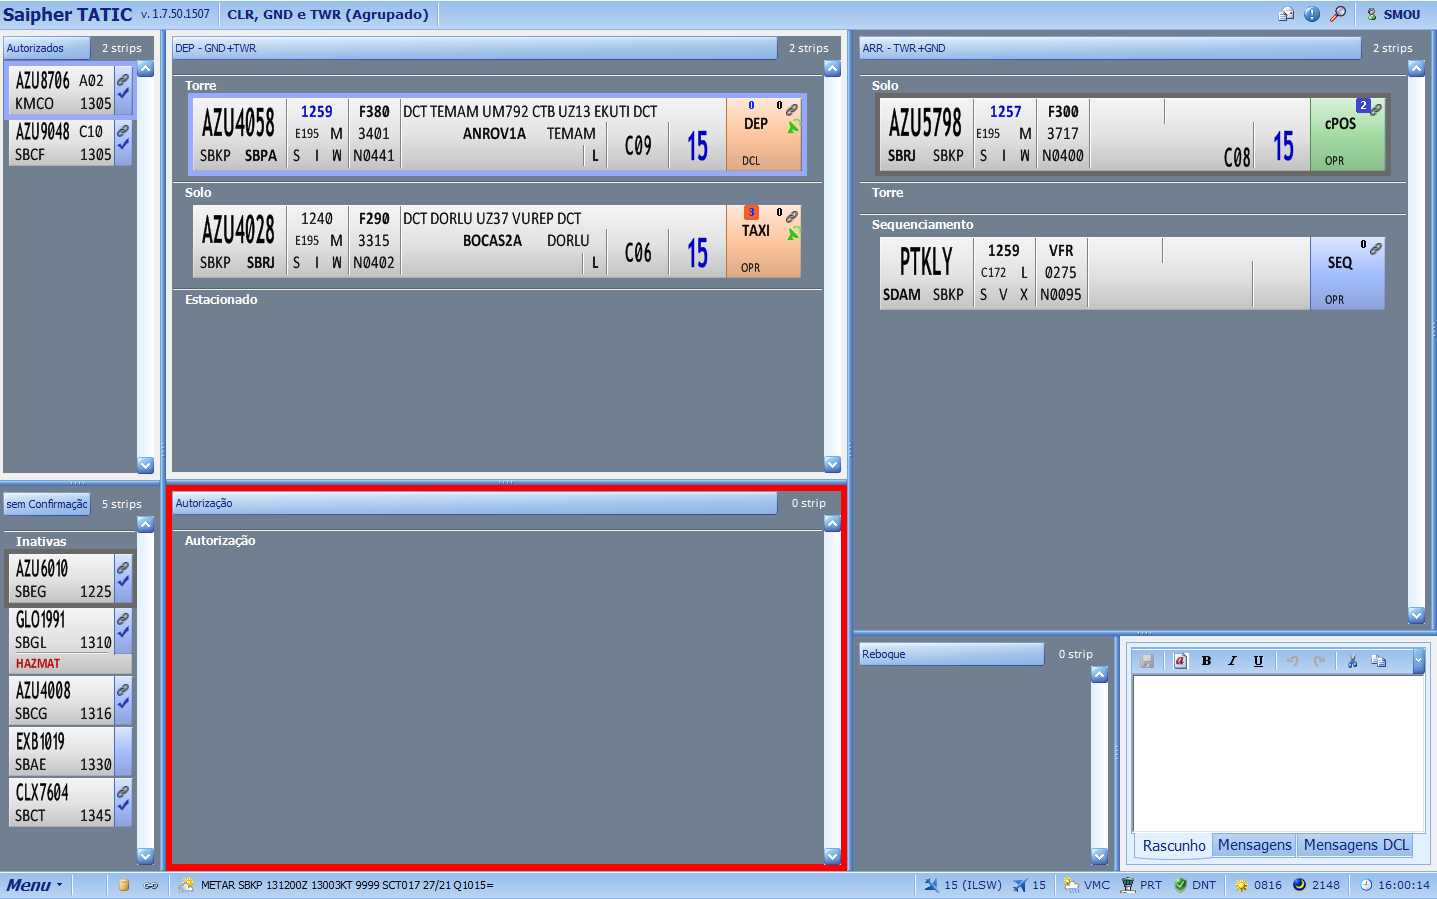 Saipher TATIC v. 1.7.50.1507 CLR, GND e TWR (Agrupado) SMOU
Autorizados 2 strips
AZU8706 A02
KMCO 1305
AZU9048 C10
SBCF 1305
DEP - GND+TWR 2 strips
Torre
AZU4058 1259 F380 DCT TEMAM UM792 CTB UZ13 EKUTI DCT 0 0
E195 M 3401 ANROV1A TEMAM C09 15 DEP
SBKP SBPA S I W N0441 L DCL
Solo
AZU4028 1240 F290 DCT DORLU UZ37 VUREP DCT 3 0
E195 M 3315 BOCAS2A DORLU C06 15 TAXI
SBKP SBRJ S I W N0402 L OPR
Estacionado
ARR - TWR+GND 2 strips
Solo
AZU5798 1257 F300 2
E195 M 3717 15 cPOS
SBRJ SBKP S I W N0400 C08 OPR
Torre
Sequenciamento
PTKLY 1259 VFR 0
C172 L 0275 SEQ
SDAM SBKP S V X N0095 OPR
sem Confirmação 5 strips
Inativas
AZU6010
SBEG 1225
GLO1991
SBGL 1310
HAZMAT
AZU4008
SBCG 1316
EXB1019
SBAE 1330
CLX7604
SBCT 1345
Autorização 0 strip
Autorização
Reboque 0 strip
a B I U
Rascunho Mensagens Mensagens DCL
Menu METAR SBKP 131200Z 13003KT 9999 SCT017 27/21 Q1015= 15 (ILSW) 15 VMC PRT DNT 0816 2148 16:00:14